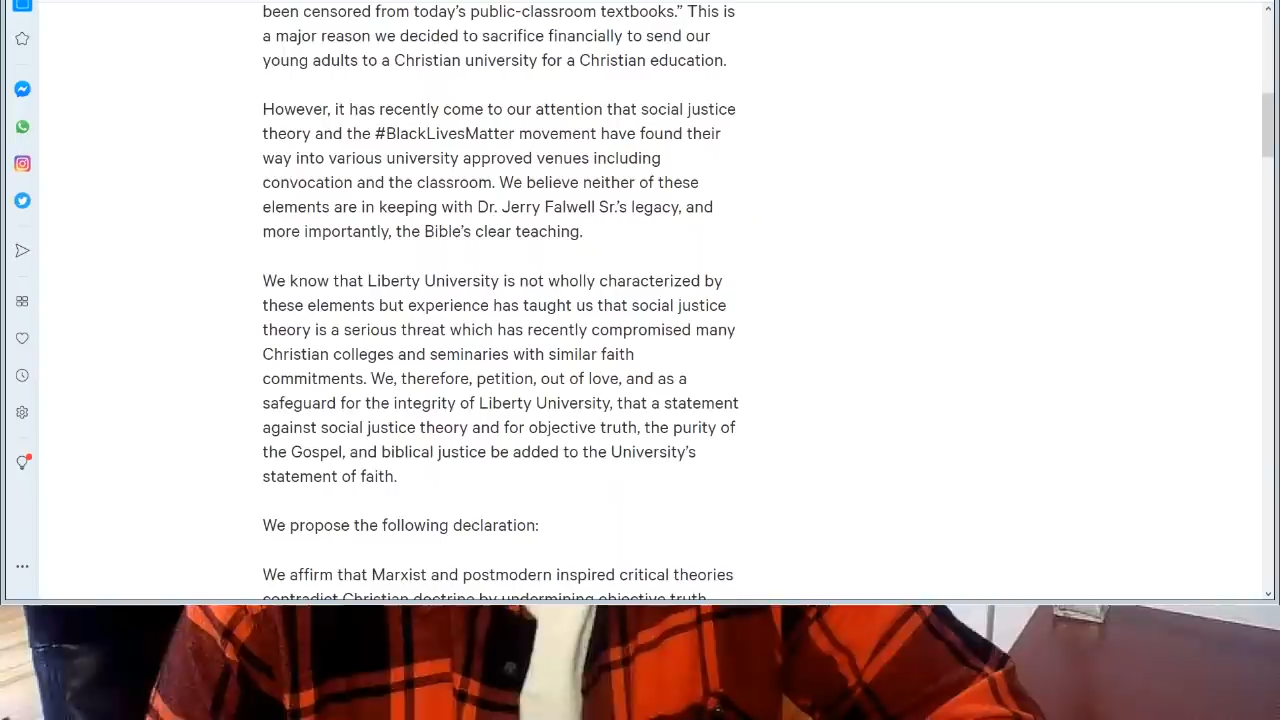 been censored from today’s public-classroom textbooks.” This is
a major reason we decided to sacrifice financially to send our
young adults to a Christian university for a Christian education.
However, it has recently come to our attention that social justice
theory and the #BlackLivesMatter movement have found their
way into various university approved venues including
convocation and the classroom. We believe neither of these
elements are in keeping with Dr. Jerry Falwell Sr.’s legacy, and
more importantly, the Bible’s clear teaching.
We know that Liberty University is not wholly characterized by
these elements but experience has taught us that social justice
theory is a serious threat which has recently compromised many
Christian colleges and seminaries with similar faith
commitments. We, therefore, petition, out of love, and as a
safeguard for the integrity of Liberty University, that a statement
against social justice theory and for objective truth, the purity of
the Gospel, and biblical justice be added to the University’s
statement of faith.
We propose the following declaration:
We affirm that Marxist and postmodern inspired critical theories
contradict Christian doctrine by undermining objective truth